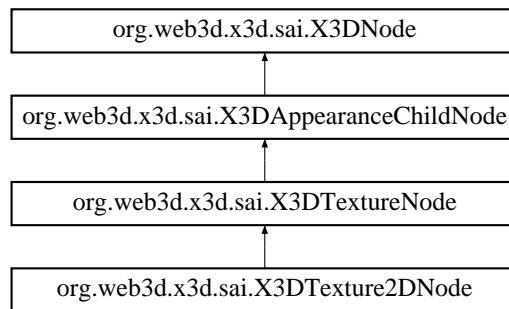 org.web3d.x3d.sai.X3DNode
org.web3d.x3d.sai.X3DAppearanceChildNode
org.web3d.x3d.sai.X3DTextureNode
org.web3d.x3d.sai.X3DTexture2DNode